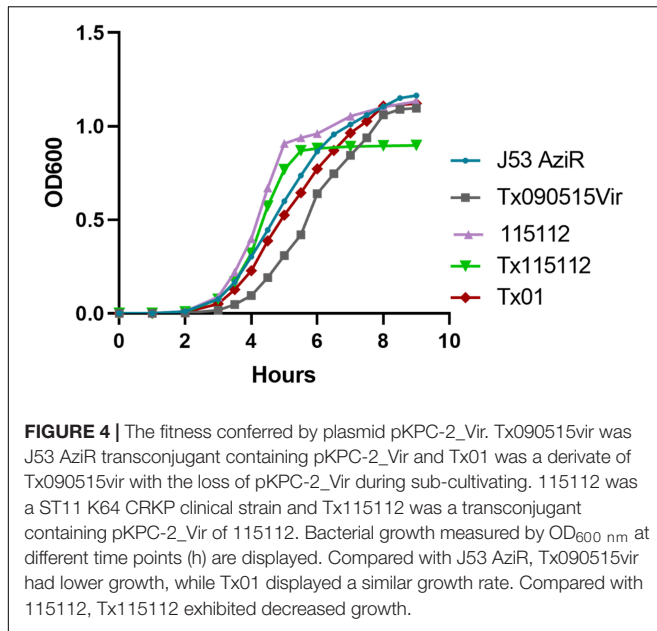 1.5
1.0
0.5
0.0
OD600
0
2
4
6
8
10
Hours
J53 AziR
Tx090515Vir
115112
Tx115112
Tx01
FIGURE 4 | The fitness conferred by plasmid pKPC-2_Vir. Tx090515vir was
J53 AziR transconjugant containing pKPC-2_Vir and Tx01 was a derivate of
Tx090515vir with the loss of pKPC-2_Vir during sub-cultivating. 115112 was
a ST11 K64 CRKP clinical strain and Tx115112 was a transconjugant
containing pKPC-2_Vir of 115112. Bacterial growth measured by OD600 nm at
different time points (h) are displayed. Compared with J53 AziR, Tx090515vir
had lower growth, while Tx01 displayed a similar growth rate. Compared with
115112, Tx115112 exhibited decreased growth.